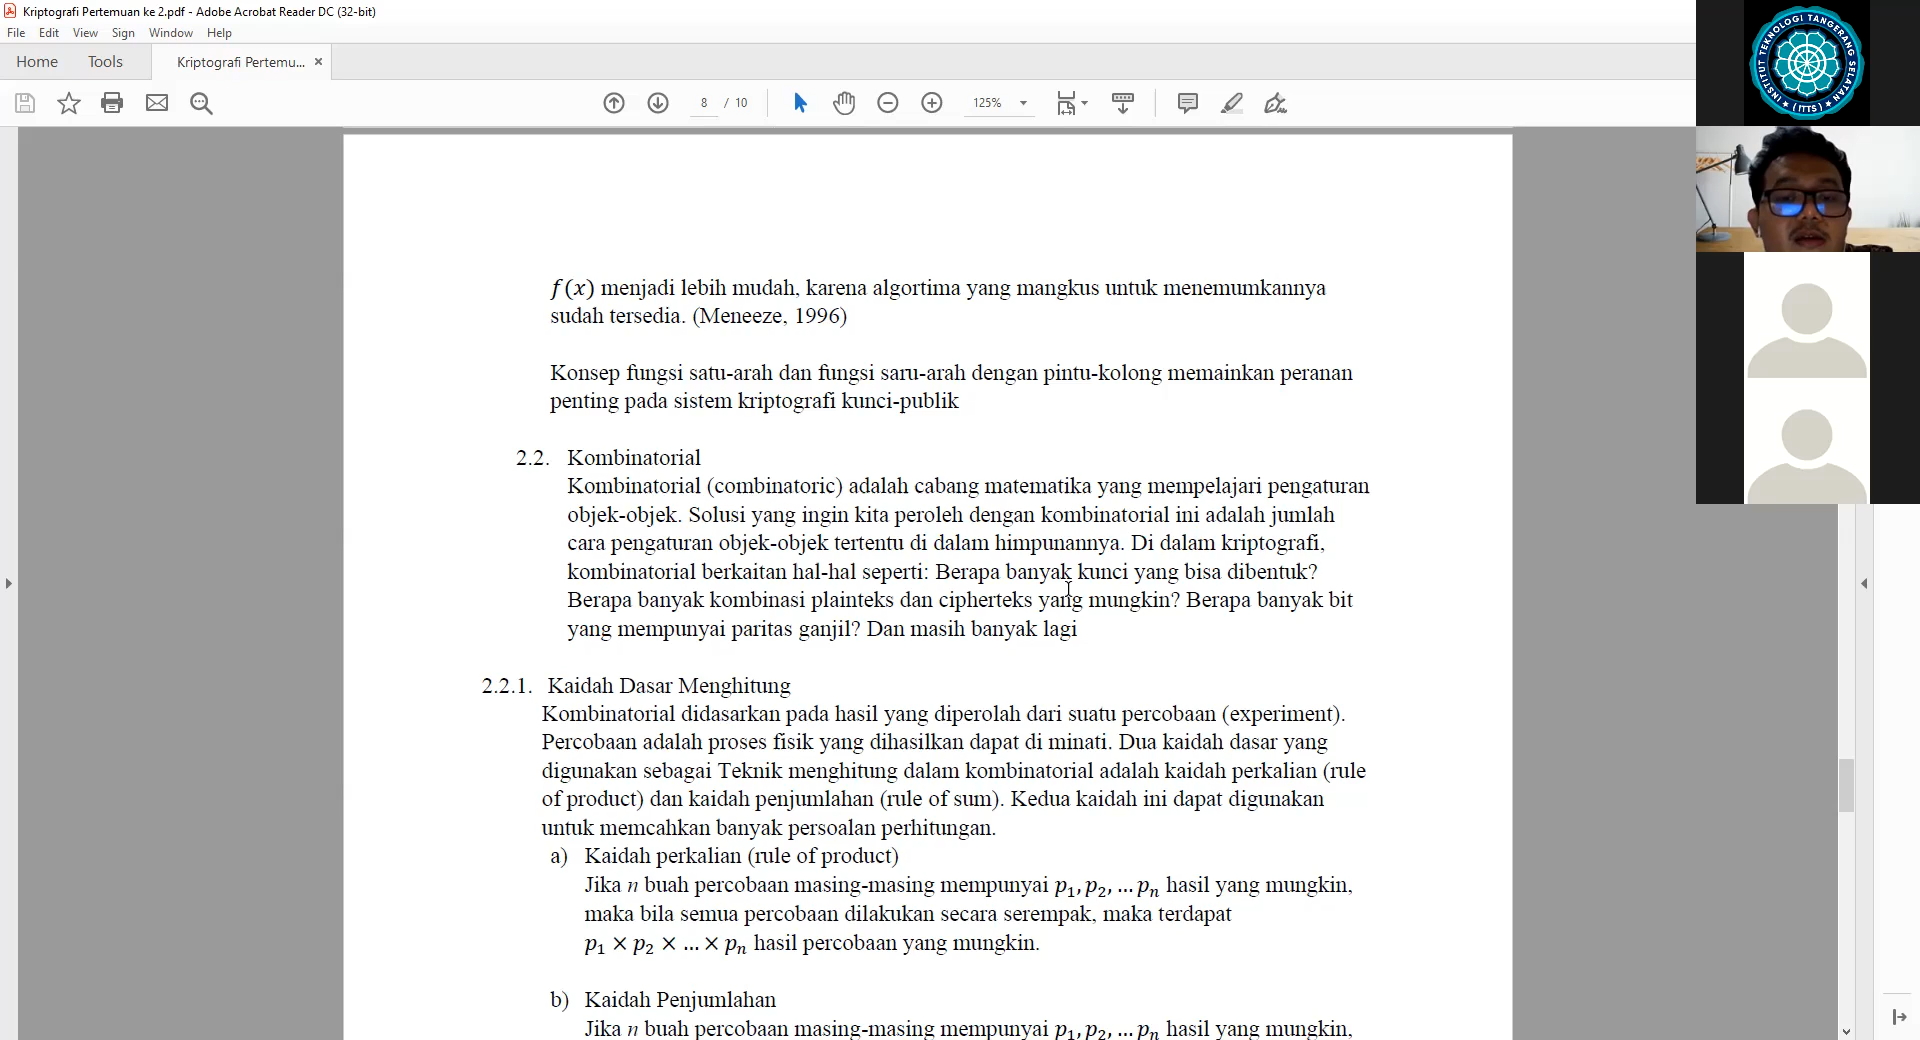 Kriptografi Pertemuan ke 2.pdf - Adobe Acrobat Reader DC (32-bit)
File Edit View Sign Window Help
Home Tools Kriptografi Pertemu... ×
8 / 10 125%
INSTITUT TEKNOLOGI TANGERANG SELATAN
★ (ITTS) ★
f(x) menjadi lebih mudah, karena algortima yang mangkus untuk menemumkannya
sudah tersedia. (Meneeze, 1996)
Konsep fungsi satu-arah dan fungsi saru-arah dengan pintu-kolong memainkan peranan
penting pada sistem kriptografi kunci-publik
2.2. Kombinatorial
Kombinatorial (combinatoric) adalah cabang matematika yang mempelajari pengaturan
objek-objek. Solusi yang ingin kita peroleh dengan kombinatorial ini adalah jumlah
cara pengaturan objek-objek tertentu di dalam himpunannya. Di dalam kriptografi,
kombinatorial berkaitan hal-hal seperti: Berapa banyak kunci yang bisa dibentuk?
Berapa banyak kombinasi plainteks dan cipherteks yang mungkin? Berapa banyak bit
yang mempunyai paritas ganjil? Dan masih banyak lagi
2.2.1. Kaidah Dasar Menghitung
Kombinatorial didasarkan pada hasil yang diperolah dari suatu percobaan (experiment).
Percobaan adalah proses fisik yang dihasilkan dapat di minati. Dua kaidah dasar yang
digunakan sebagai Teknik menghitung dalam kombinatorial adalah kaidah perkalian (rule
of product) dan kaidah penjumlahan (rule of sum). Kedua kaidah ini dapat digunakan
untuk memcahkan banyak persoalan perhitungan.
a) Kaidah perkalian (rule of product)
Jika n buah percobaan masing-masing mempunyai p₁, p₂, … pₙ hasil yang mungkin,
maka bila semua percobaan dilakukan secara serempak, maka terdapat
p₁ × p₂ × … × pₙ hasil percobaan yang mungkin.
b) Kaidah Penjumlahan
Jika n buah percobaan masing-masing mempunyai p₁, p₂, … pₙ hasil yang mungkin,